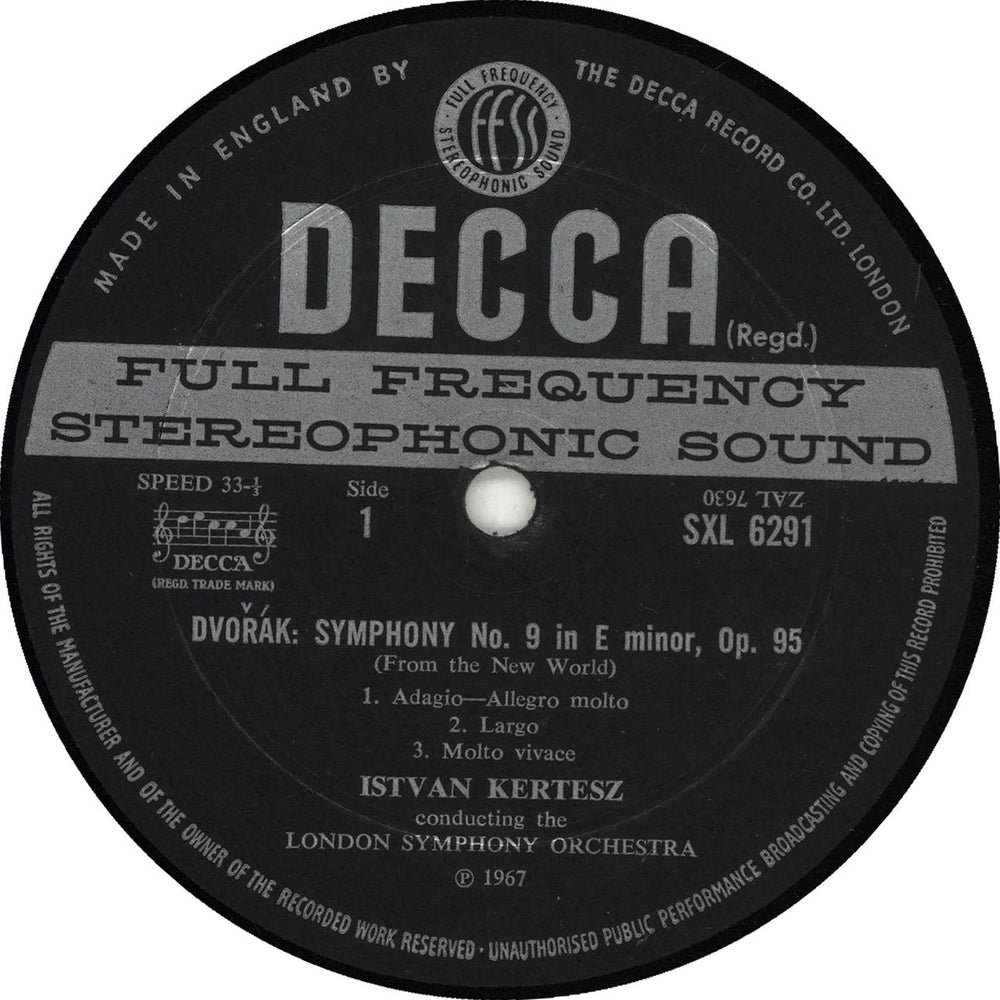 MADE IN ENGLAND BY
THE DECCA RECORD CO. LTD. LONDON
FULL FREQUENCY
ffss
STEREOPHONIC SOUND
DECCA
(Regd.)
FULL FREQUENCY
STEREOPHONIC SOUND
SPEED 33-⅓
Side
1
ZAL 7630
SXL 6291
DECCA
(REGD. TRADE MARK)
DVOŘÁK: SYMPHONY No. 9 in E minor, Op. 95
(From the New World)
1. Adagio—Allegro molto
2. Largo
3. Molto vivace
ISTVAN KERTESZ
conducting the
LONDON SYMPHONY ORCHESTRA
℗ 1967
ALL RIGHTS OF THE MANUFACTURER AND OF THE OWNER OF THE RECORDED WORK RESERVED · UNAUTHORISED PUBLIC PERFORMANCE BROADCASTING AND COPYING OF THIS RECORD PROHIBITED